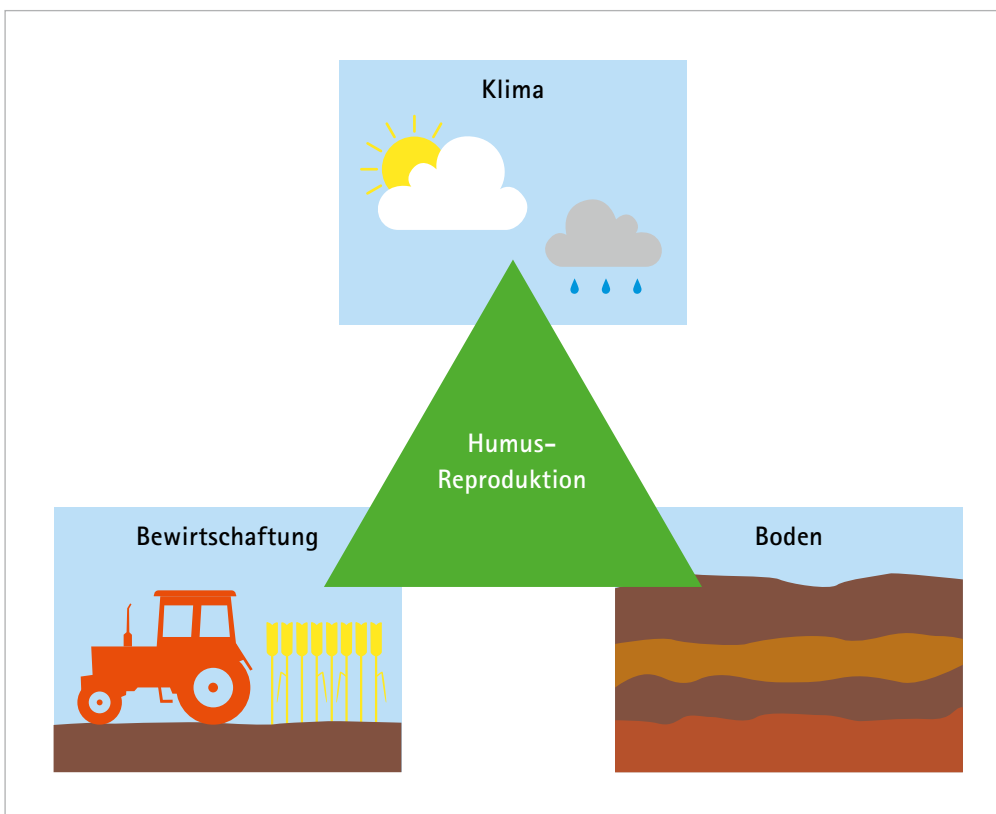 Klima
Humus-
Reproduktion
Bewirtschaftung
Boden